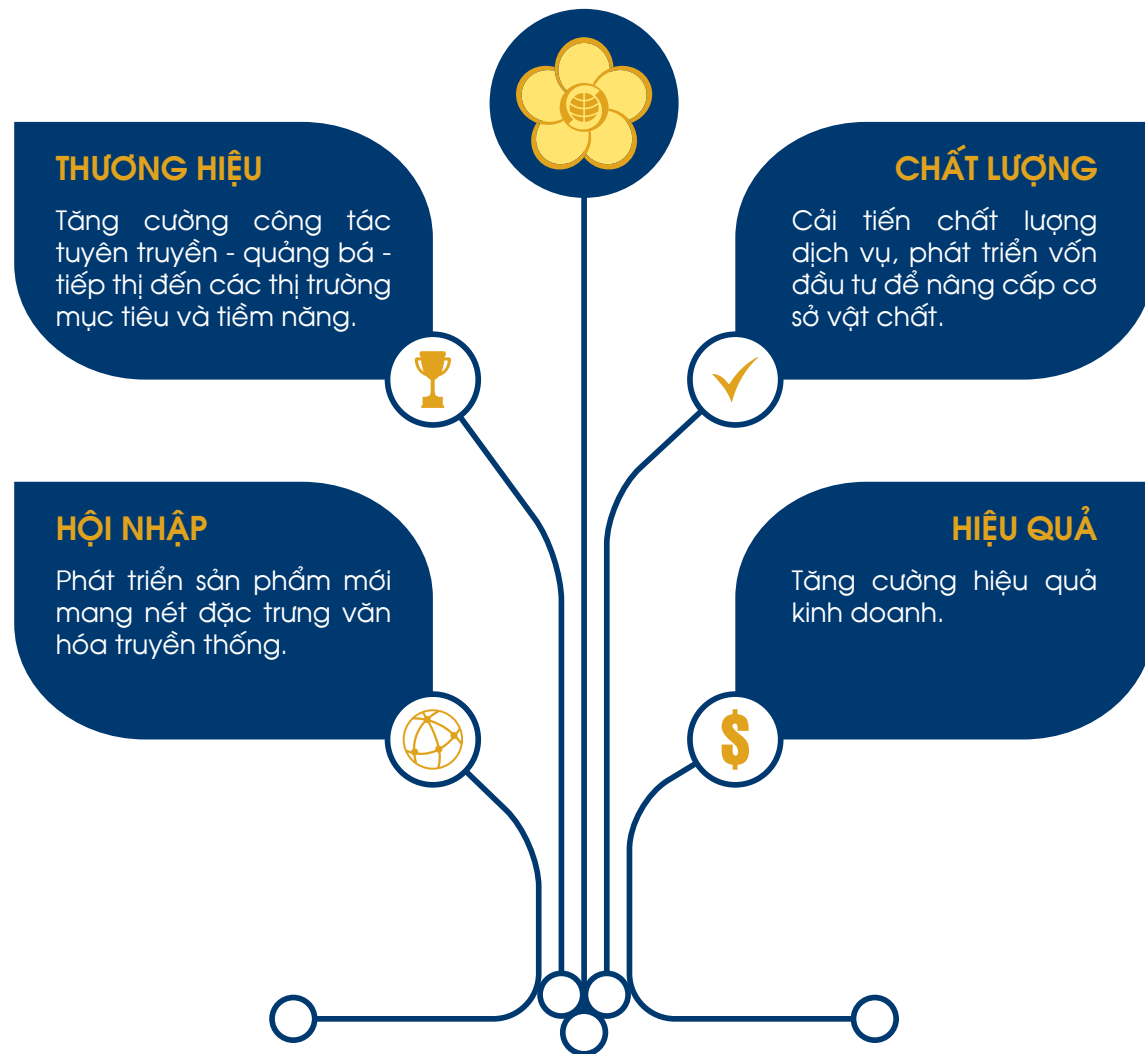 THƯƠNG HIỆU
Tăng cường công tác
tuyên truyền - quảng bá -
tiếp thị đến các thị trường
mục tiêu và tiềm năng.
CHẤT LƯỢNG
Cải tiến chất lượng
dịch vụ, phát triển vốn
đầu tư để nâng cấp cơ
sở vật chất.
HỘI NHẬP
Phát triển sản phẩm mới
mang nét đặc trưng văn
hóa truyền thống.
HIỆU QUẢ
Tăng cường hiệu quả
kinh doanh.